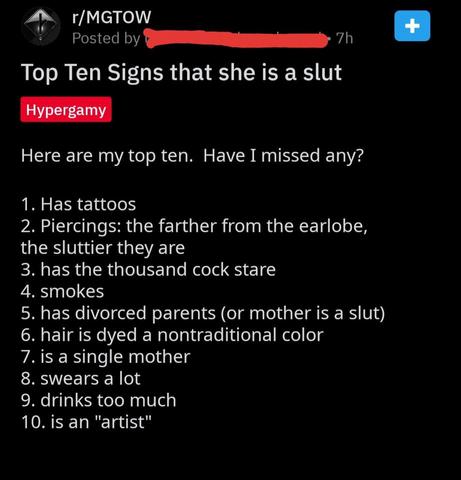 r/MGTOW
Posted by
7h
Top Ten Signs that she is a slut
Hypergamy
Here are my top ten. Have I missed any?
1. Has tattoos
2. Piercings: the farther from the earlobe,
the sluttier they are
3. has the thousand cock stare
4. smokes
5. has divorced parents (or mother is a slut)
6. hair is dyed a nontraditional color
7. is a single mother
8. swears a lot
9. drinks too much
10. is an "artist"